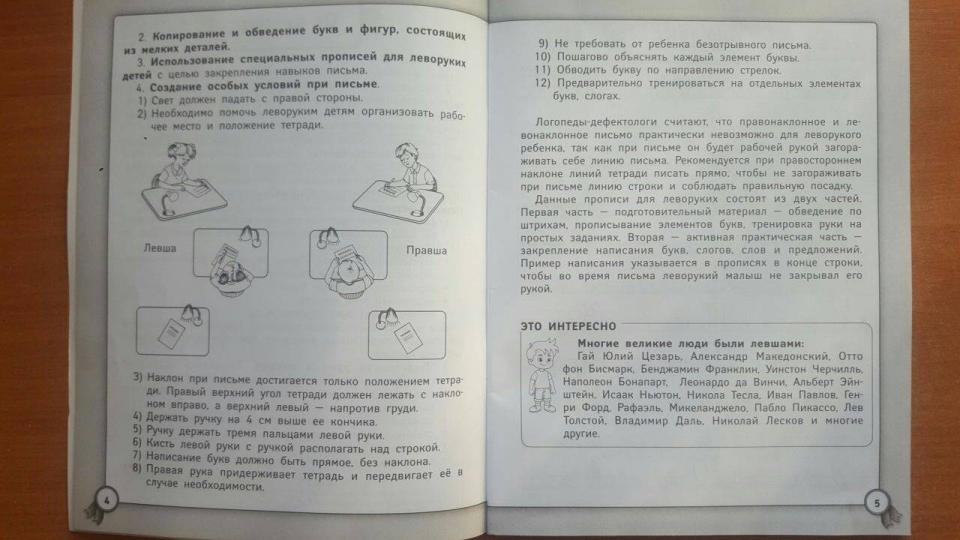 2. Копирование и обведение букв и фигур, состоящих
из мелких деталей.
3. Использование специальных прописей для леворуких
детей с целью закрепления навыков письма.
4. Создание особых условий при письме.
1) Свет должен падать с правой стороны.
2) Необходимо помочь леворуким детям организовать рабо-
чее место и положение тетради.
Левша
Правша
3) Наклон при письме достигается только положением тетра-
ди. Правый верхний угол тетради должен лежать с накло-
ном вправо, а верхний левый — напротив груди.
4) Держать ручку на 4 см выше ее кончика.
5) Ручку держать тремя пальцами левой руки.
6) Кисть левой руки с ручкой располагать над строкой.
7) Написание букв должно быть прямое, без наклона.
8) Правая рука придерживает тетрадь и передвигает её в
случае необходимости.
4
9) Не требовать от ребенка безотрывного письма.
10) Пошагово объяснять каждый элемент буквы.
11) Обводить букву по направлению стрелок.
12) Предварительно тренироваться на отдельных элементах
букв, слогах.
Логопеды-дефектологи считают, что правонаклонное и ле-
вонаклонное письмо практически невозможно для леворукого
ребенка, так как при письме он будет рабочей рукой загора-
живать себе линию письма. Рекомендуется при правостороннем
наклоне линий тетради писать прямо, чтобы не загораживать
при письме линию строки и соблюдать правильную посадку.
Данные прописи для леворуких состоят из двух частей.
Первая часть — подготовительный материал — обведение по
штрихам, прописывание элементов букв, тренировка руки на
простых заданиях. Вторая — активная практическая часть —
закрепление написания букв, слогов, слов и предложений.
Пример написания указывается в прописях в конце строки,
чтобы во время письма леворукий малыш не закрывал его
рукой.
ЭТО ИНТЕРЕСНО
Многие великие люди были левшами:
Гай Юлий Цезарь, Александр Македонский, Отто
фон Бисмарк, Бенджамин Франклин, Уинстон Черчилль,
Наполеон Бонапарт, Леонардо да Винчи, Альберт Эйн-
штейн, Исаак Ньютон, Никола Тесла, Иван Павлов, Ген-
ри Форд, Рафаэль, Микеланджело, Пабло Пикассо, Лев
Толстой, Владимир Даль, Николай Лесков и многие
другие.
5